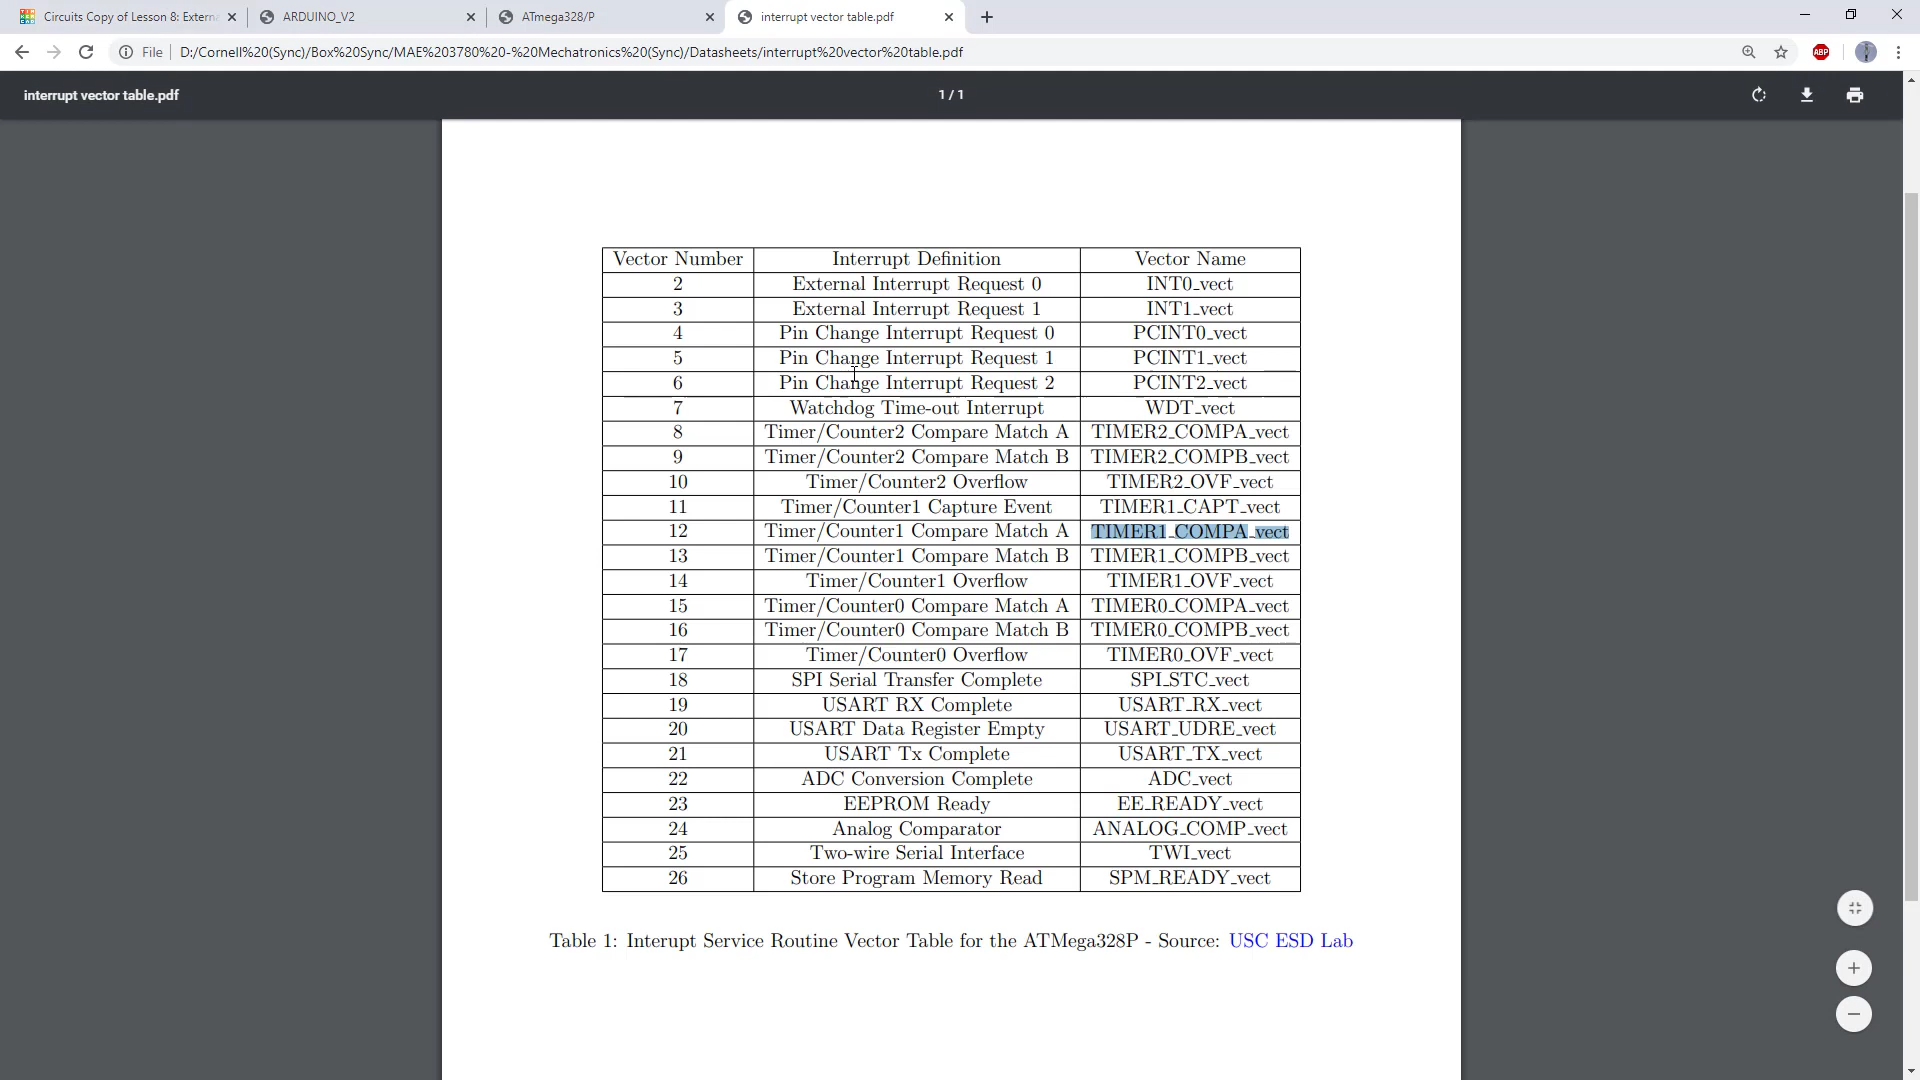 Circuits Copy of Lesson 8: Extern
ARDUINO_V2
ATmega328/P
interrupt vector table.pdf
File | D:/Cornell%20(Sync)/Box%20Sync/MAE%203780%20-%20Mechatronics%20(Sync)/Datasheets/interrupt%20vector%20table.pdf
ABP
interrupt vector table.pdf
1 / 1
Vector Number Interrupt Definition Vector Name
2 External Interrupt Request 0 INT0_vect
3 External Interrupt Request 1 INT1_vect
4 Pin Change Interrupt Request 0 PCINT0_vect
5 Pin Change Interrupt Request 1 PCINT1_vect
6 Pin Change Interrupt Request 2 PCINT2_vect
7 Watchdog Time-out Interrupt WDT_vect
8 Timer/Counter2 Compare Match A TIMER2_COMPA_vect
9 Timer/Counter2 Compare Match B TIMER2_COMPB_vect
10 Timer/Counter2 Overflow TIMER2_OVF_vect
11 Timer/Counter1 Capture Event TIMER1_CAPT_vect
12 Timer/Counter1 Compare Match A TIMER1_COMPA_vect
13 Timer/Counter1 Compare Match B TIMER1_COMPB_vect
14 Timer/Counter1 Overflow TIMER1_OVF_vect
15 Timer/Counter0 Compare Match A TIMER0_COMPA_vect
16 Timer/Counter0 Compare Match B TIMER0_COMPB_vect
17 Timer/Counter0 Overflow TIMER0_OVF_vect
18 SPI Serial Transfer Complete SPI_STC_vect
19 USART RX Complete USART_RX_vect
20 USART Data Register Empty USART_UDRE_vect
21 USART Tx Complete USART_TX_vect
22 ADC Conversion Complete ADC_vect
23 EEPROM Ready EE_READY_vect
24 Analog Comparator ANALOG_COMP_vect
25 Two-wire Serial Interface TWI_vect
26 Store Program Memory Read SPM_READY_vect
Table 1: Interupt Service Routine Vector Table for the ATMega328P - Source: USC ESD Lab